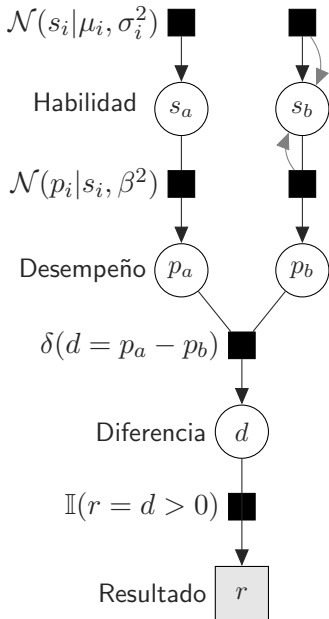 𝒩(s_i|μ_i, σ_i^2)
Habilidad s_a s_b
𝒩(p_i|s_i, β^2)
Desempeño p_a p_b
δ(d = p_a − p_b)
Diferencia d
𝕀(r = d > 0)
Resultado r